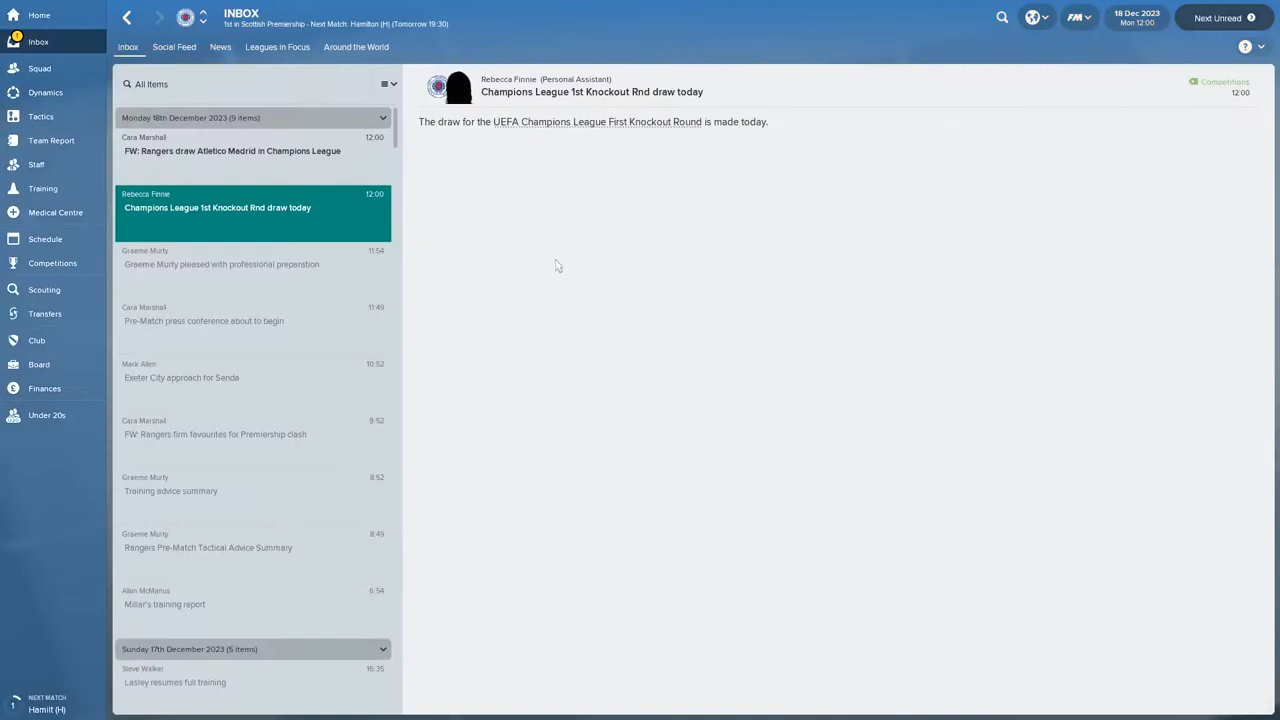 Home
INBOX
1st in Scottish Premiership - Next Match: Hamilton (H) (Tomorrow 19:30)
FM
18 Dec 2023
Mon 12:00
Next Unread
1
Inbox
Inbox
Social Feed
News
Leagues in Focus
Around the World
?
Squad
Dynamics
Tactics
Team Report
Staff
Training
Medical Centre
Schedule
Competitions
Scouting
Transfers
Club
Board
Finances
Under 20s
NEXT MATCH
1
Hamilt (H)
All Items
Monday 18th December 2023 (9 items)
Cara Marshall 12:00
FW: Rangers draw Atletico Madrid in Champions League
Rebecca Finnie 12:00
Champions League 1st Knockout Rnd draw today
Graeme Murty 11:54
Graeme Murty pleased with professional preparation
Cara Marshall 11:49
Pre-Match press conference about to begin
Mark Allen 10:52
Exeter City approach for Senda
Cara Marshall 9:52
FW: Rangers firm favourites for Premiership clash
Graeme Murty 8:52
Training advice summary
Graeme Murty 8:49
Rangers Pre-Match Tactical Advice Summary
Allan McManus 6:54
Millar's training report
Sunday 17th December 2023 (5 items)
Steve Walker 16:35
Lasley resumes full training
Rebecca Finnie (Personal Assistant)
Champions League 1st Knockout Rnd draw today
Competitions
12:00
The draw for the UEFA Champions League First Knockout Round is made today.